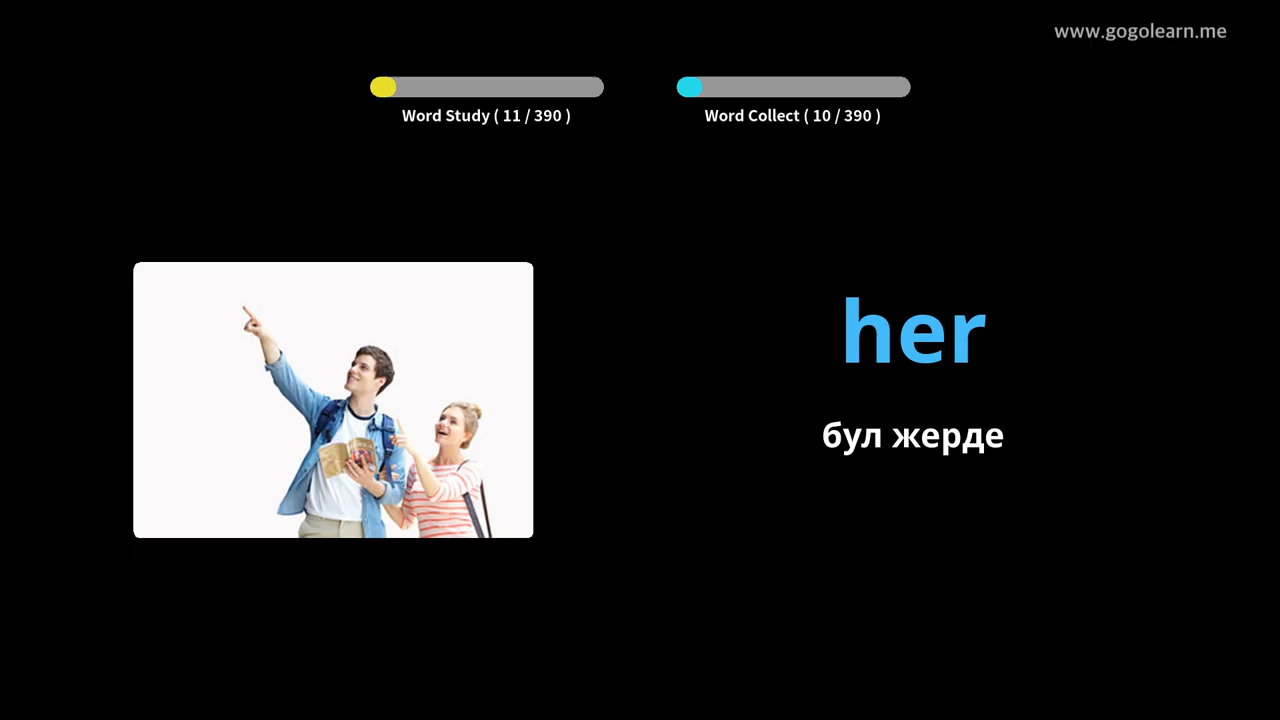 www.gogolearn.me
Word Study ( 11 / 390 )
Word Collect ( 10 / 390 )
her
бул жерде